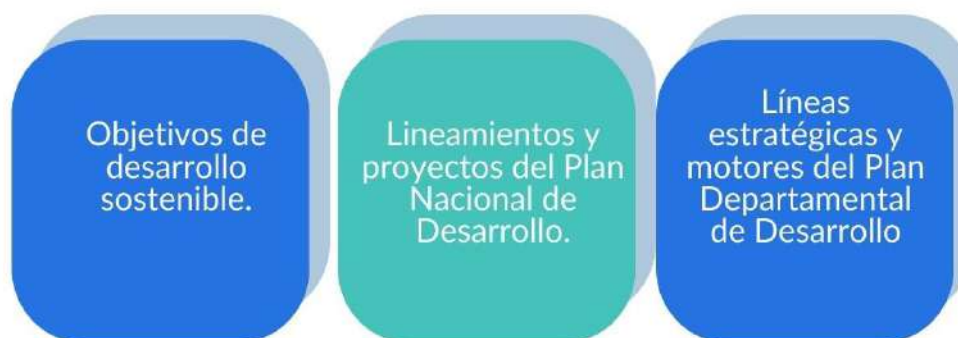 Objetivos de
desarrollo
sostenible.
Lineamientos y
proyectos del Plan
Nacional de
Desarrollo.
Líneas
estratégicas y
motores del Plan
Departamental
de Desarrollo